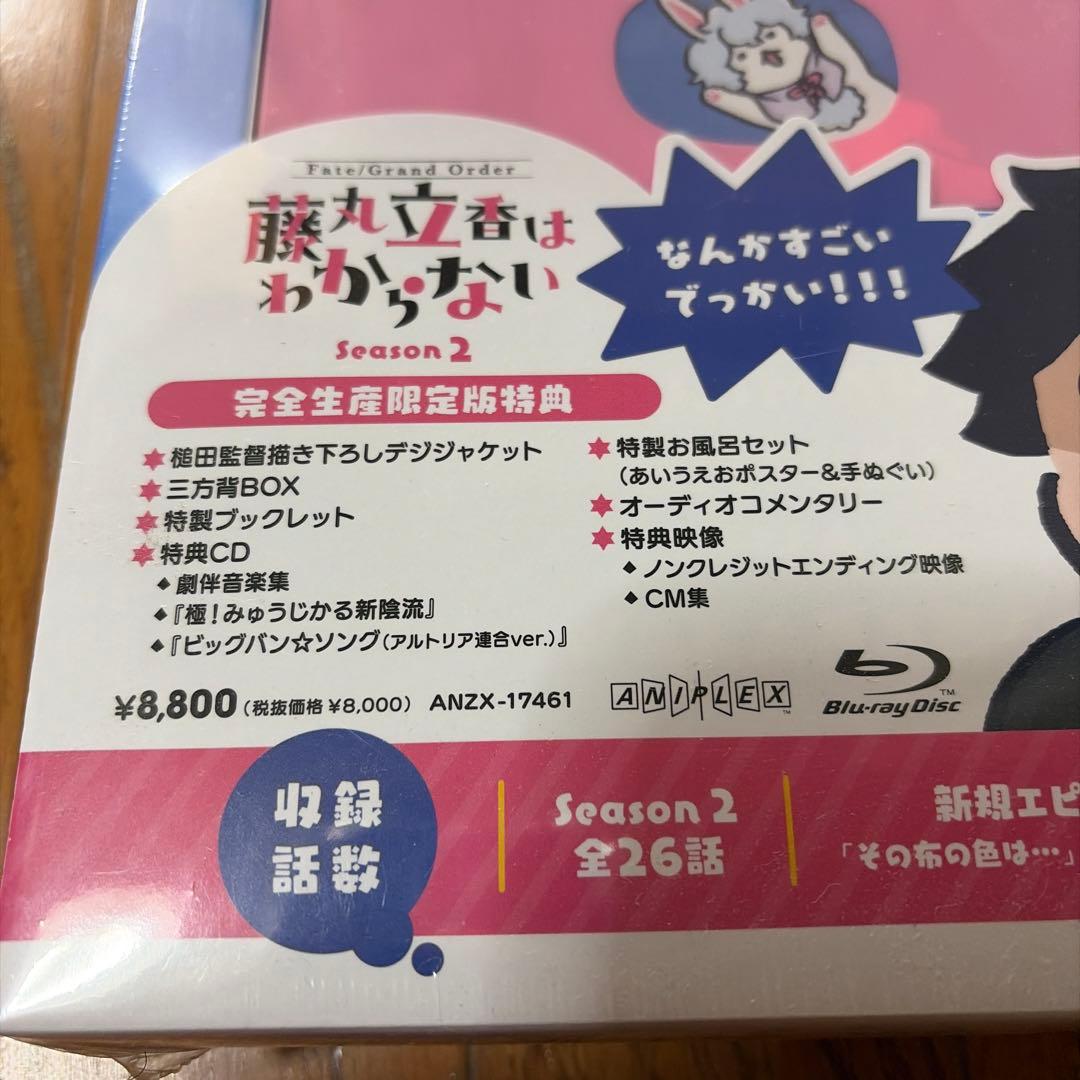 Fate/Grand Order
藤丸立香は
わからない
Season 2
なんかすごい
でっかい!!!
完全生産限定版特典
槌田監督描き下ろしデジジャケット
三方背BOX
特製ブックレット
特典CD
◆劇伴音楽集
◆『極!みゅうじかる新陰流』
◆『ビッグバン☆ソング(アルトリア連合ver.)』
特製お風呂セット
(あいうえおポスター&手ぬぐい)
オーディオコメンタリー
特典映像
◆ノンクレジットエンディング映像
◆CM集
¥8,800(税抜価格 ¥8,000) ANZX-17461
ANIPLEX™
Blu-ray Disc™
収録
話数
Season 2
全26話
新規エピ
「その布の色は…」